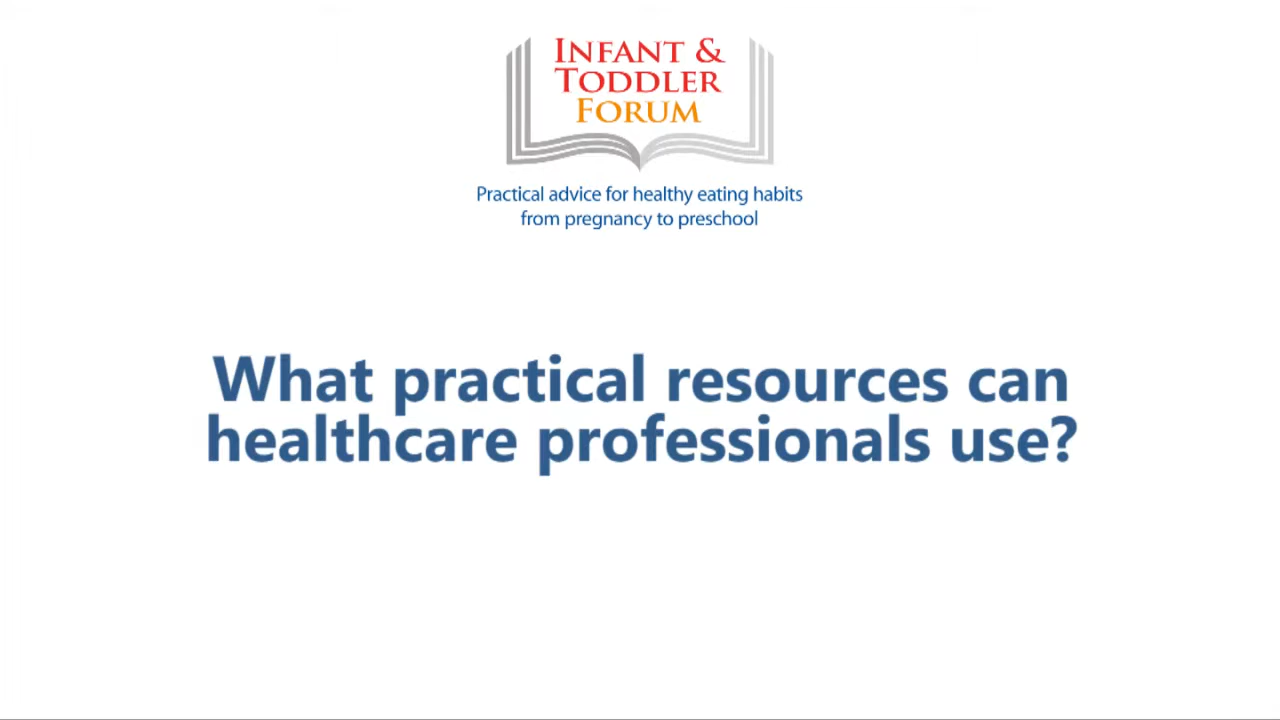 INFANT &
TODDLER
FORUM
Practical advice for healthy eating habits
from pregnancy to preschool
What practical resources can
healthcare professionals use?